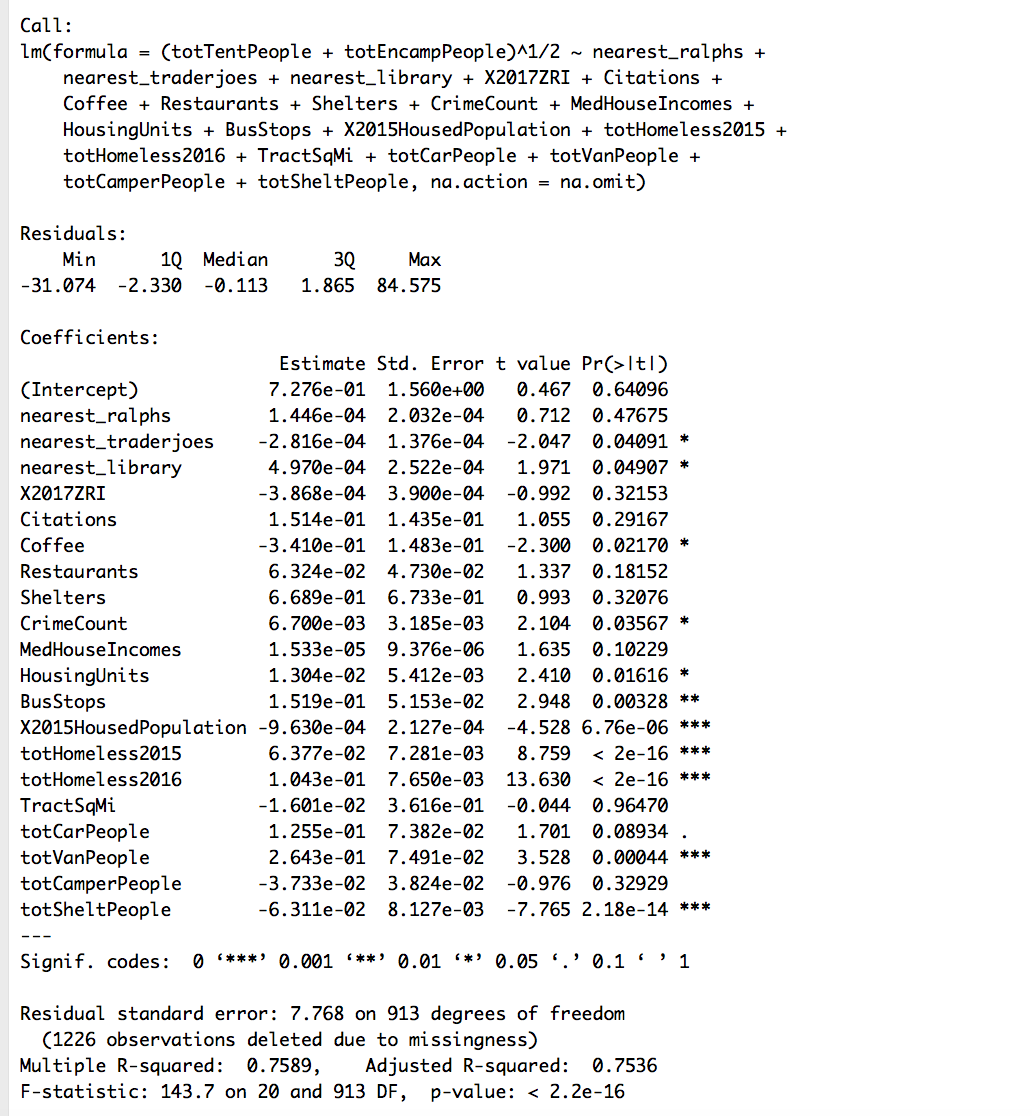 Call:
lm(formula = (totTentPeople + totEncampPeople)^1/2 ~ nearest_ralphs +
    nearest_traderjoes + nearest_library + X2017ZRI + Citations +
    Coffee + Restaurants + Shelters + CrimeCount + MedHouseIncomes +
    HousingUnits + BusStops + X2015HousedPopulation + totHomeless2015 +
    totHomeless2016 + TractSqMi + totCarPeople + totVanPeople +
    totCamperPeople + totSheltPeople, na.action = na.omit)

Residuals:
    Min      1Q  Median      3Q     Max
-31.074  -2.330  -0.113   1.865  84.575

Coefficients:
                        Estimate Std. Error t value Pr(>|t|)
(Intercept)            7.276e-01  1.560e+00   0.467  0.64096
nearest_ralphs         1.446e-04  2.032e-04   0.712  0.47675
nearest_traderjoes    -2.816e-04  1.376e-04  -2.047  0.04091 *
nearest_library        4.970e-04  2.522e-04   1.971  0.04907 *
X2017ZRI              -3.868e-04  3.900e-04  -0.992  0.32153
Citations              1.514e-01  1.435e-01   1.055  0.29167
Coffee                -3.410e-01  1.483e-01  -2.300  0.02170 *
Restaurants            6.324e-02  4.730e-02   1.337  0.18152
Shelters               6.689e-01  6.733e-01   0.993  0.32076
CrimeCount             6.700e-03  3.185e-03   2.104  0.03567 *
MedHouseIncomes        1.533e-05  9.376e-06   1.635  0.10229
HousingUnits           1.304e-02  5.412e-03   2.410  0.01616 *
BusStops               1.519e-01  5.153e-02   2.948  0.00328 **
X2015HousedPopulation -9.630e-04  2.127e-04  -4.528 6.76e-06 ***
totHomeless2015        6.377e-02  7.281e-03   8.759  < 2e-16 ***
totHomeless2016        1.043e-01  7.650e-03  13.630  < 2e-16 ***
TractSqMi             -1.601e-02  3.616e-01  -0.044  0.96470
totCarPeople           1.255e-01  7.382e-02   1.701  0.08934 .
totVanPeople           2.643e-01  7.491e-02   3.528  0.00044 ***
totCamperPeople       -3.733e-02  3.824e-02  -0.976  0.32929
totSheltPeople        -6.311e-02  8.127e-03  -7.765 2.18e-14 ***
---
Signif. codes:  0 ‘***’ 0.001 ‘**’ 0.01 ‘*’ 0.05 ‘.’ 0.1 ‘ ’ 1

Residual standard error: 7.768 on 913 degrees of freedom
  (1226 observations deleted due to missingness)
Multiple R-squared:  0.7589,    Adjusted R-squared:  0.7536
F-statistic: 143.7 on 20 and 913 DF,  p-value: < 2.2e-16